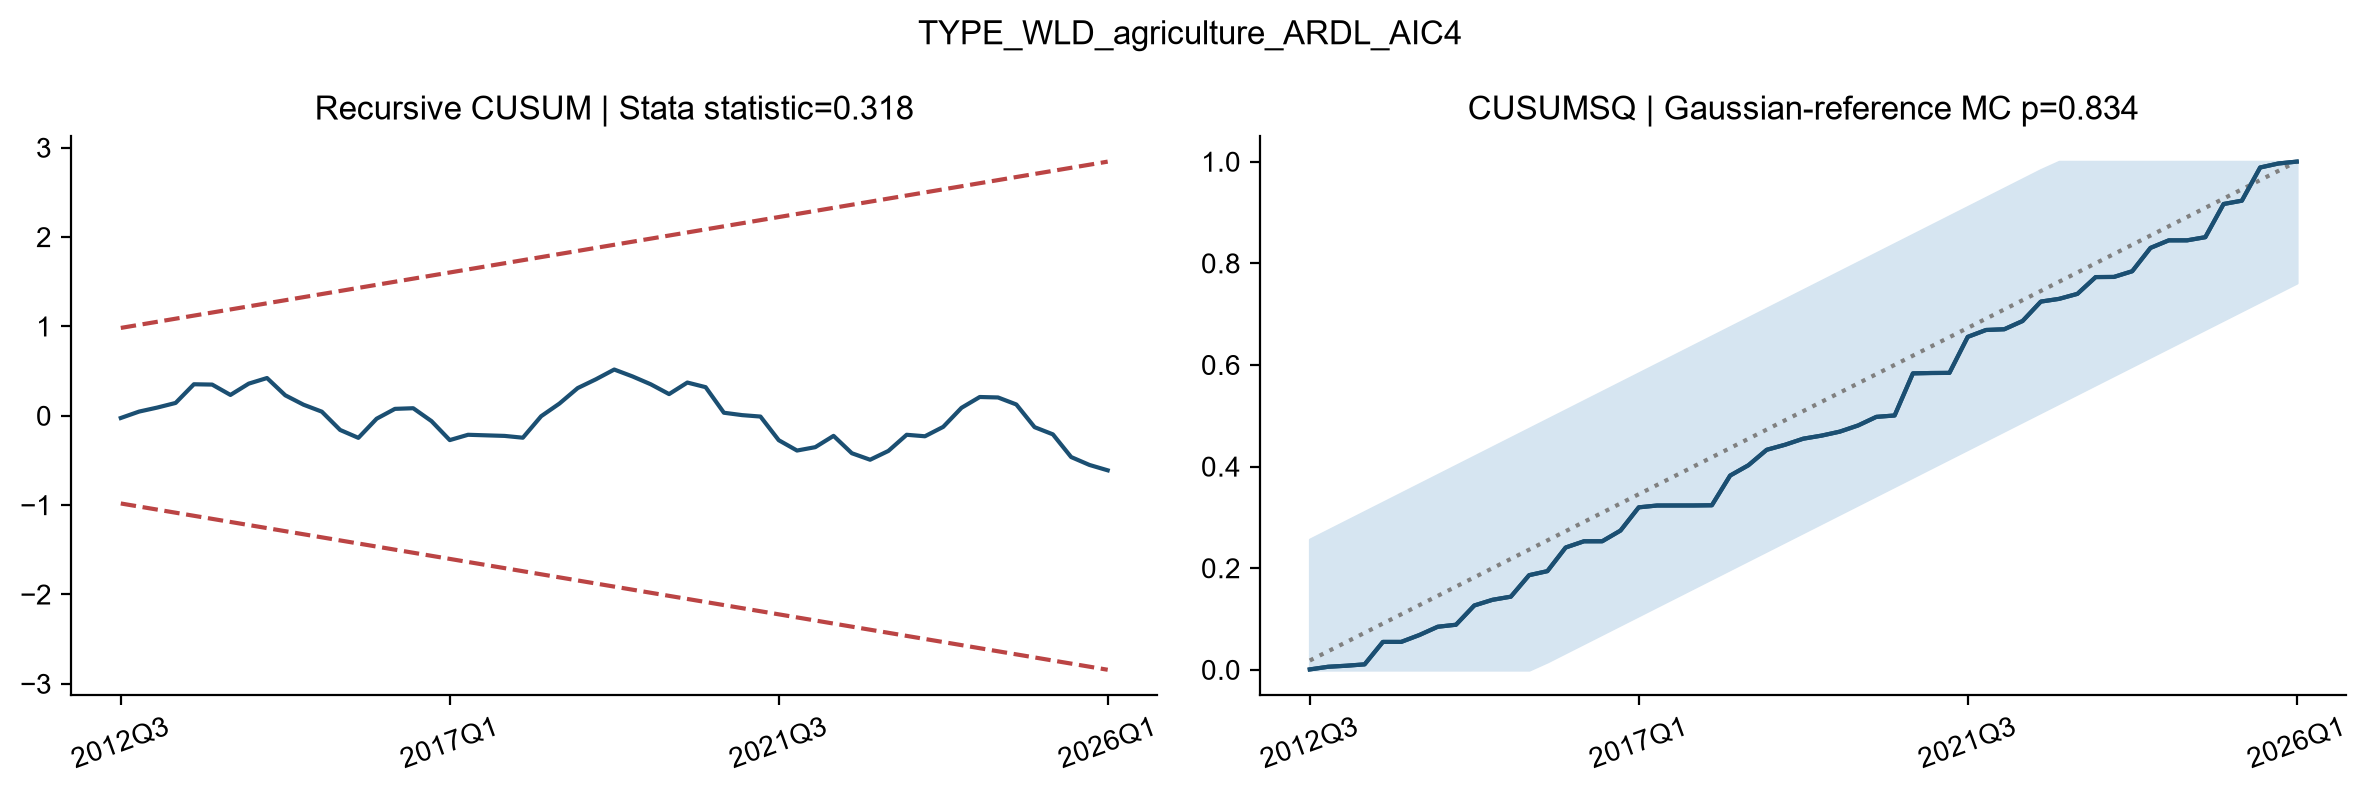 TYPE_WLD_agriculture_ARDL_AIC4
Recursive CUSUM | Stata statistic=0.318
3
2
1
0
−1
−2
−3
2012Q3
2017Q1
2021Q3
2026Q1
CUSUMSQ | Gaussian-reference MC p=0.834
1.0
0.8
0.6
0.4
0.2
0.0
2012Q3
2017Q1
2021Q3
2026Q1